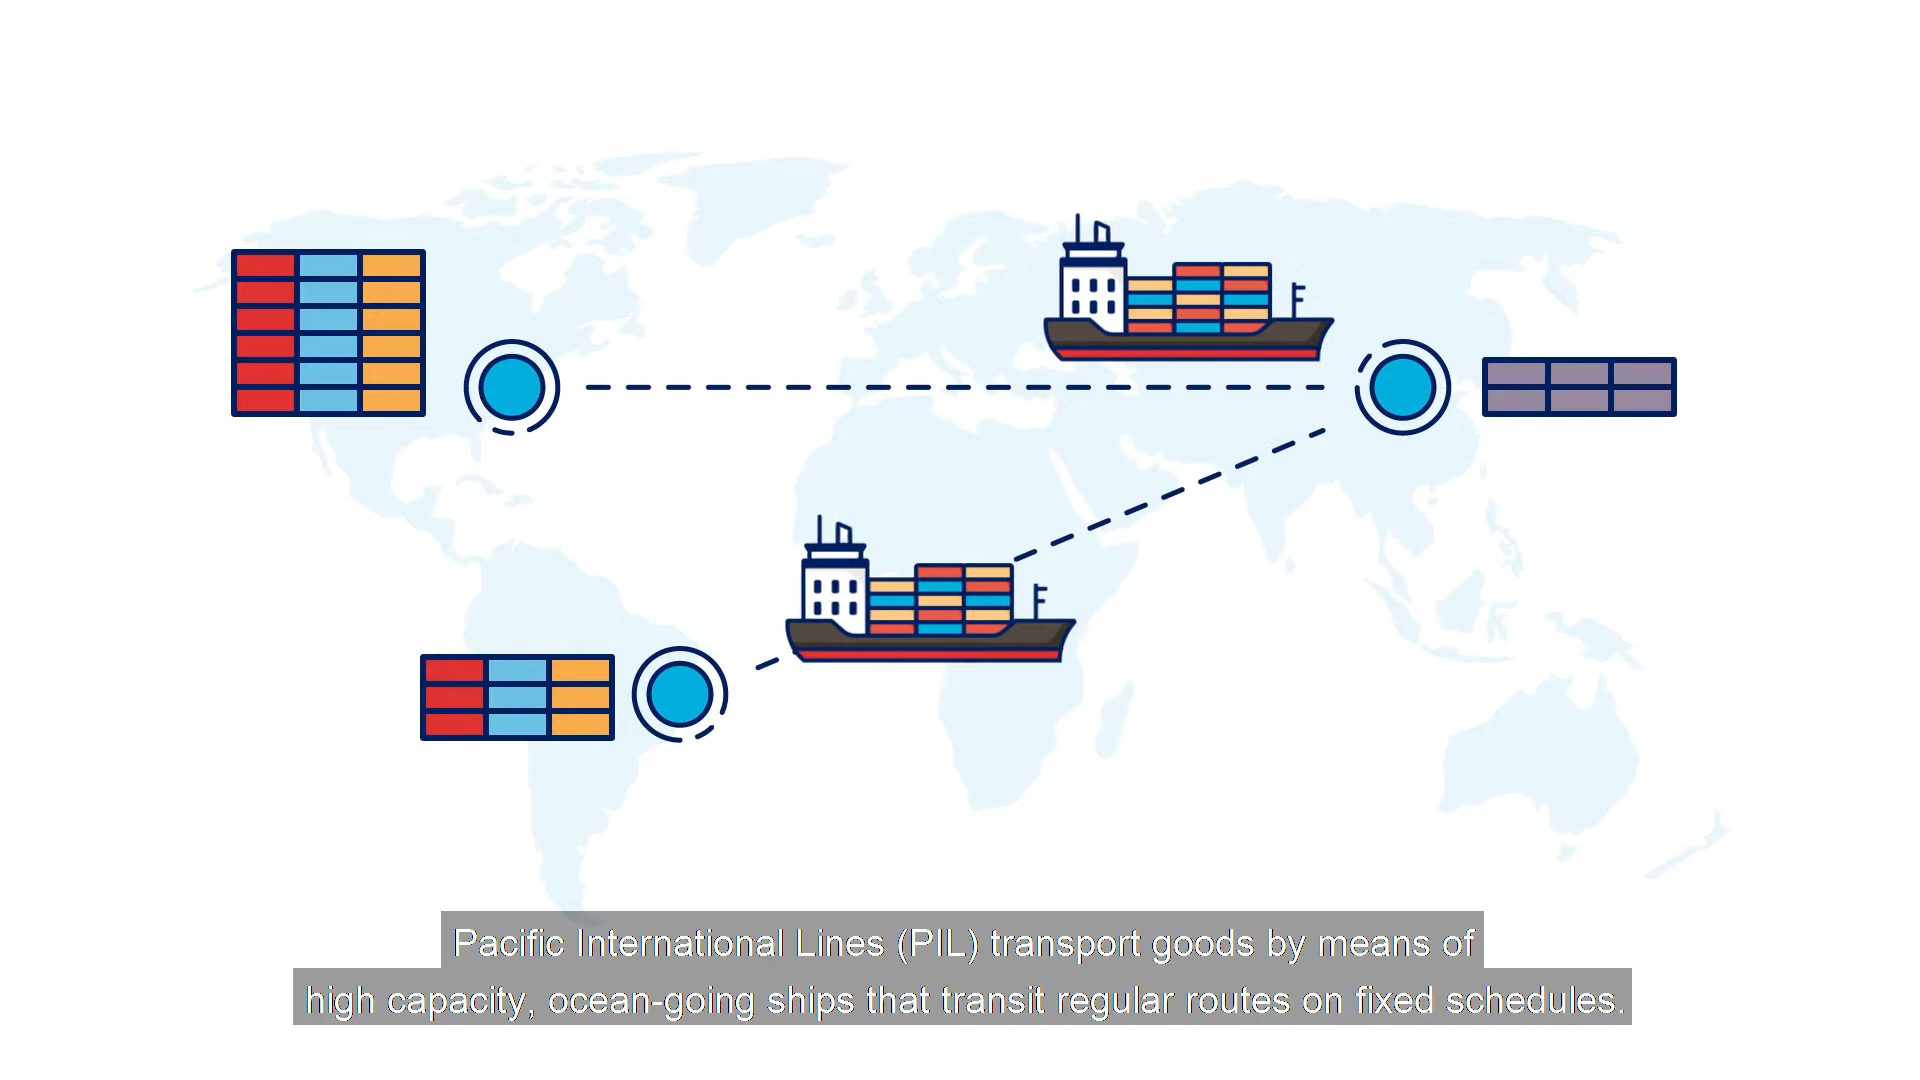 Pacific International Lines (PIL) transport goods by means of
high capacity, ocean-going ships that transit regular routes on fixed schedules.